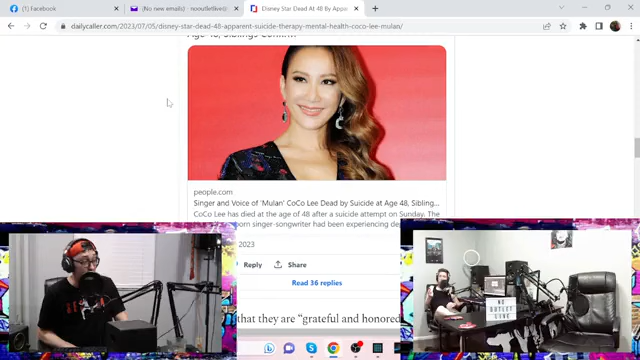 Facebook
(No new emails) - nooutletlive@
Disney Star Dead At 48 By Appar
dailycaller.com/2023/07/05/disney-star-dead-48-apparent-suicide-therapy-mental-health-coco-lee-mulan/
people.com
Singer and Voice of 'Mulan' CoCo Lee Dead by Suicide at Age 48, Sibling...
CoCo Lee has died at the age of 48 after a suicide attempt on Sunday. The
orn singer-songwriter had been experiencing de
2023
Reply
Share
Read 36 replies
that they are “grateful and honored
NO
OUTLET
LIVE